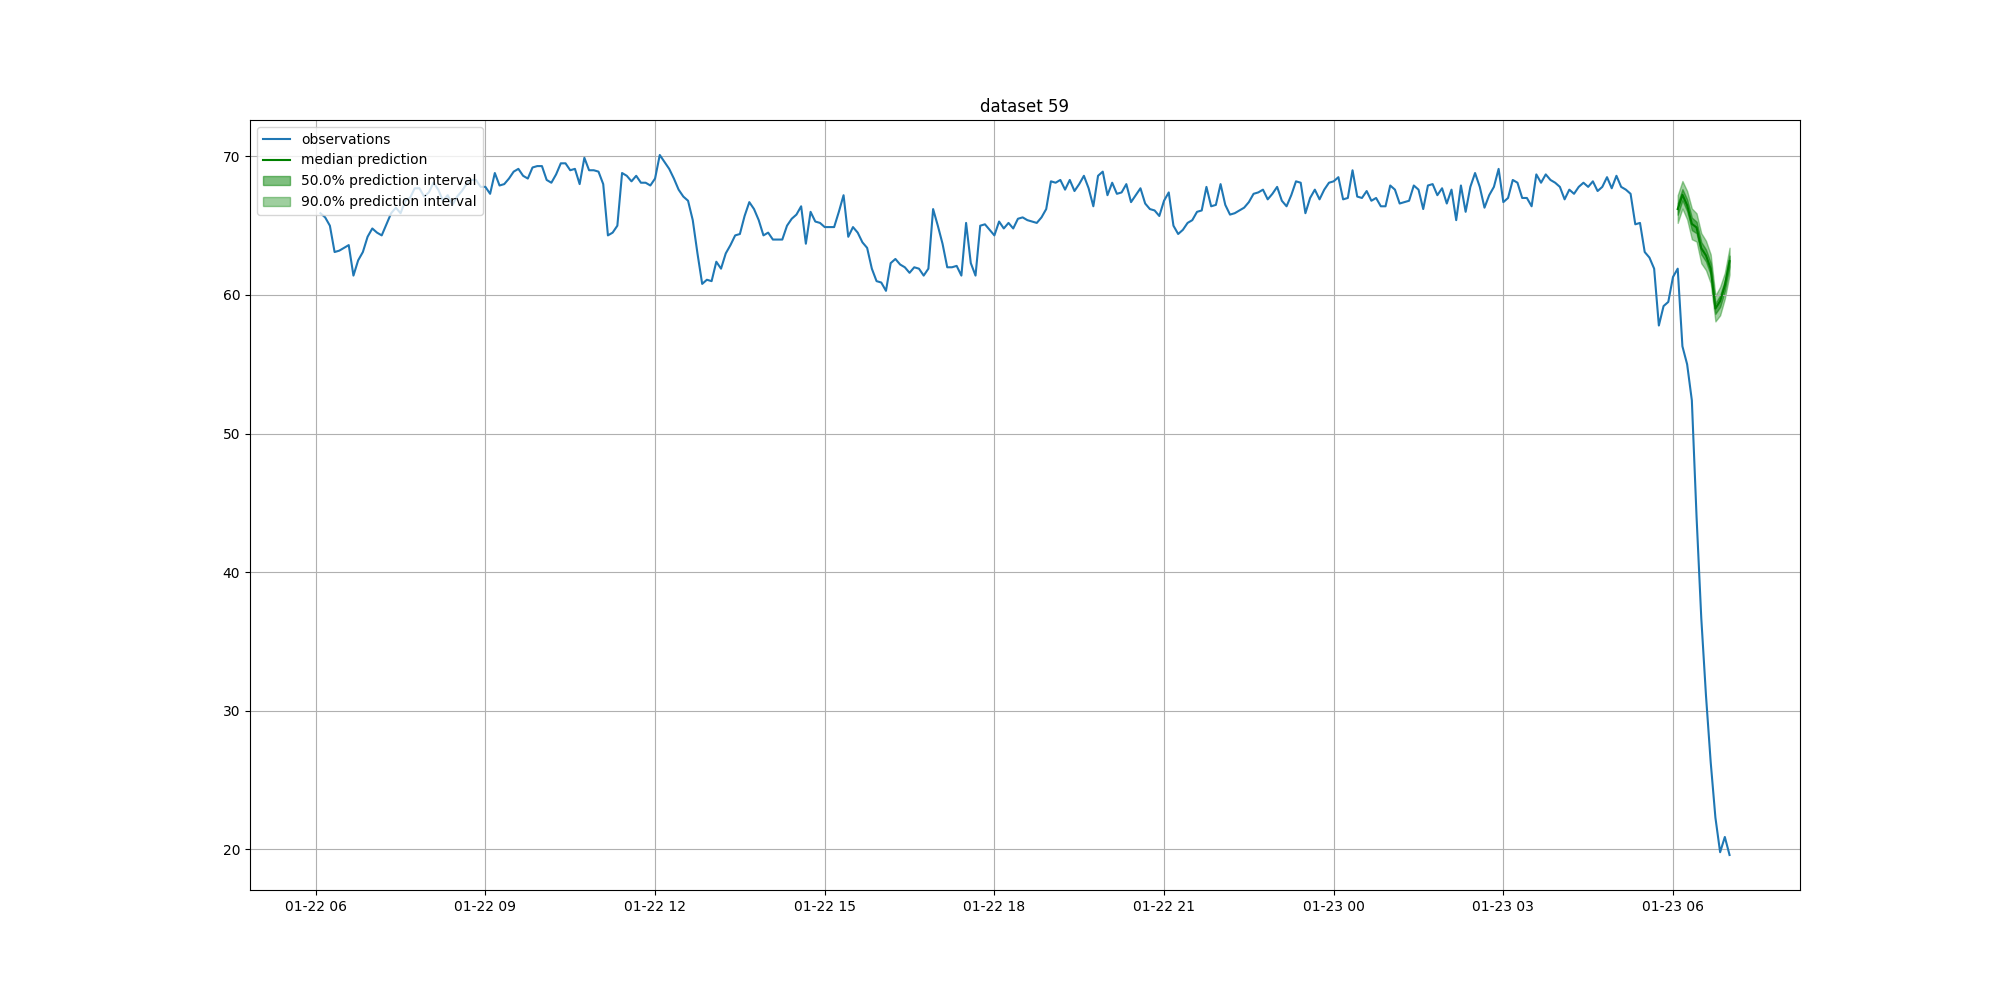 dataset 59
observations
median prediction
50.0% prediction interval
90.0% prediction interval
70
60
50
40
30
20
01-22 06 01-22 09 01-22 12 01-22 15 01-22 18 01-22 21 01-23 00 01-23 03 01-23 06